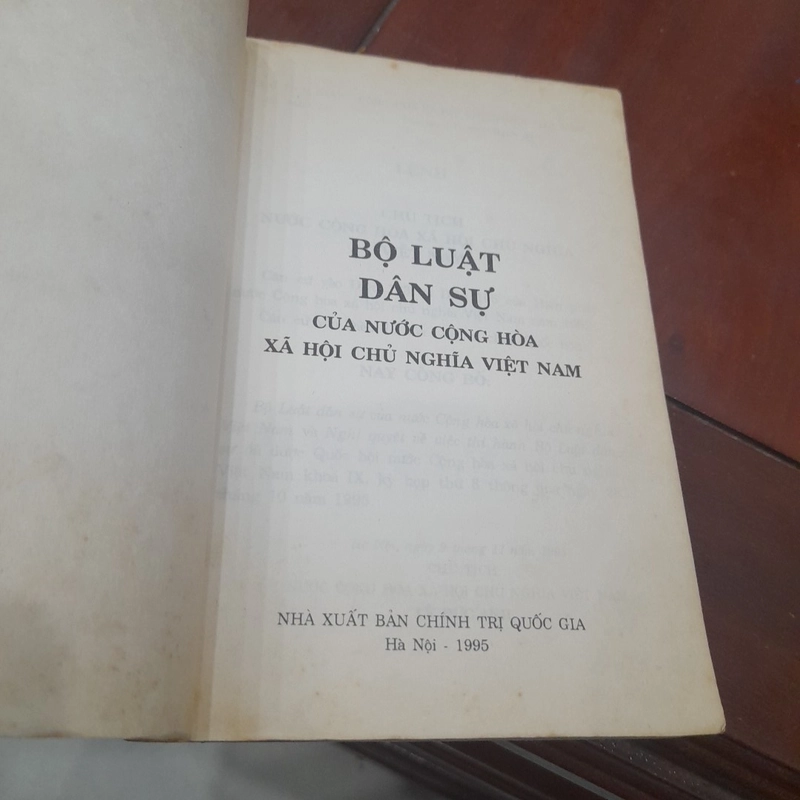 BỘ LUẬT
DÂN SỰ
CỦA NƯỚC CỘNG HÒA
XÃ HỘI CHỦ NGHĨA VIỆT NAM
NHÀ XUẤT BẢN CHÍNH TRỊ QUỐC GIA
Hà Nội - 1995